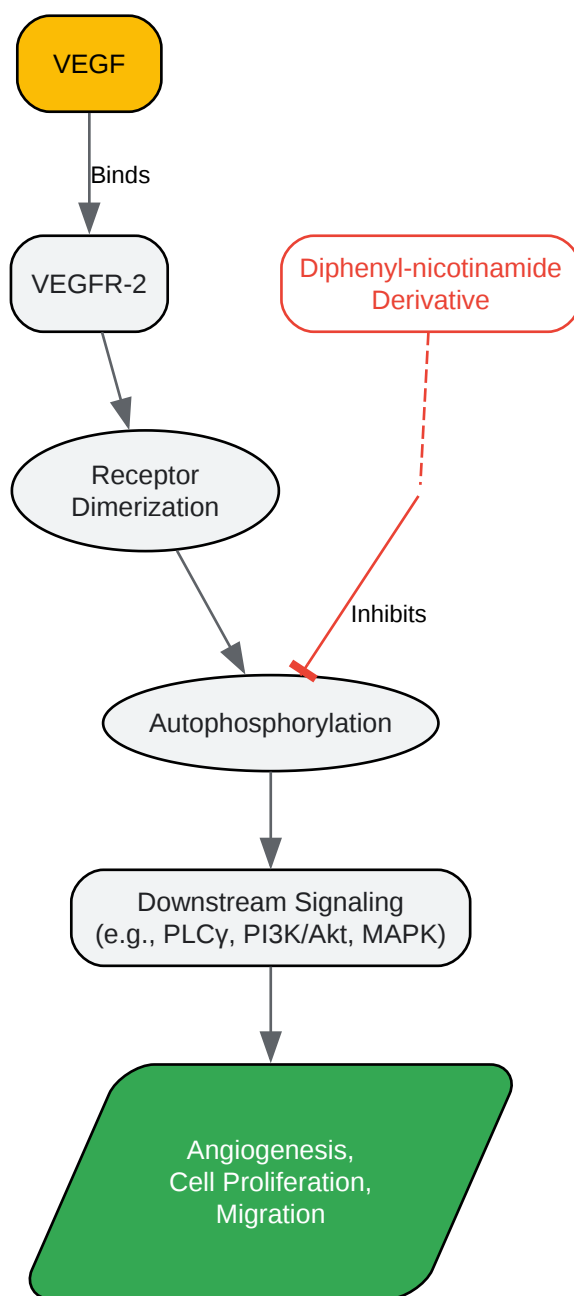 VEGF
Binds
VEGFR-2
Diphenyl-nicotinamide
Derivative
Receptor
Dimerization
Inhibits
Autophosphorylation
Downstream Signaling
(e.g., PLCγ, PI3K/Akt, MAPK)
Angiogenesis,
Cell Proliferation,
Migration